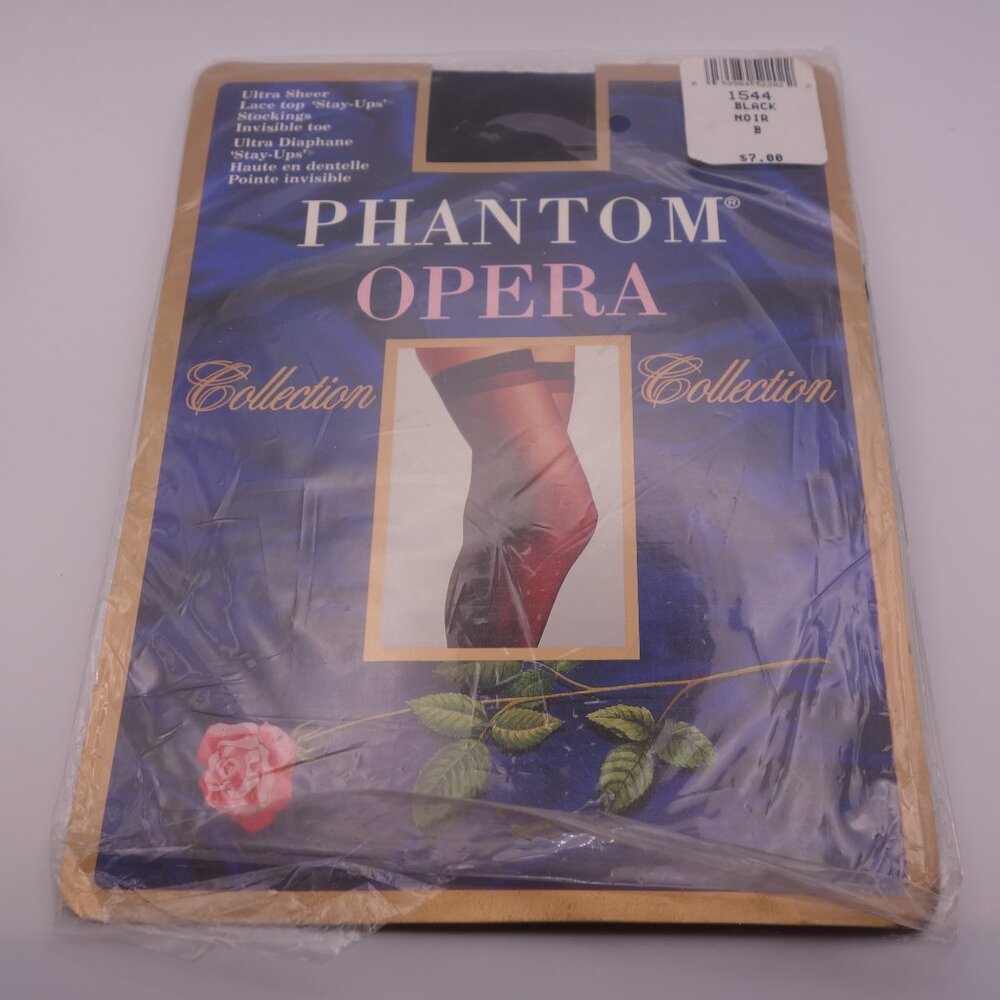 Ultra Sheer
Lace top 'Stay-Ups'®
Stockings
Invisible toe
Ultra Diaphane
'Stay-Ups'®
Haute en dentelle
Pointe invisible
1544
BLACK
NOIR
B
$7.00
PHANTOM®
OPERA
Collection
Collection